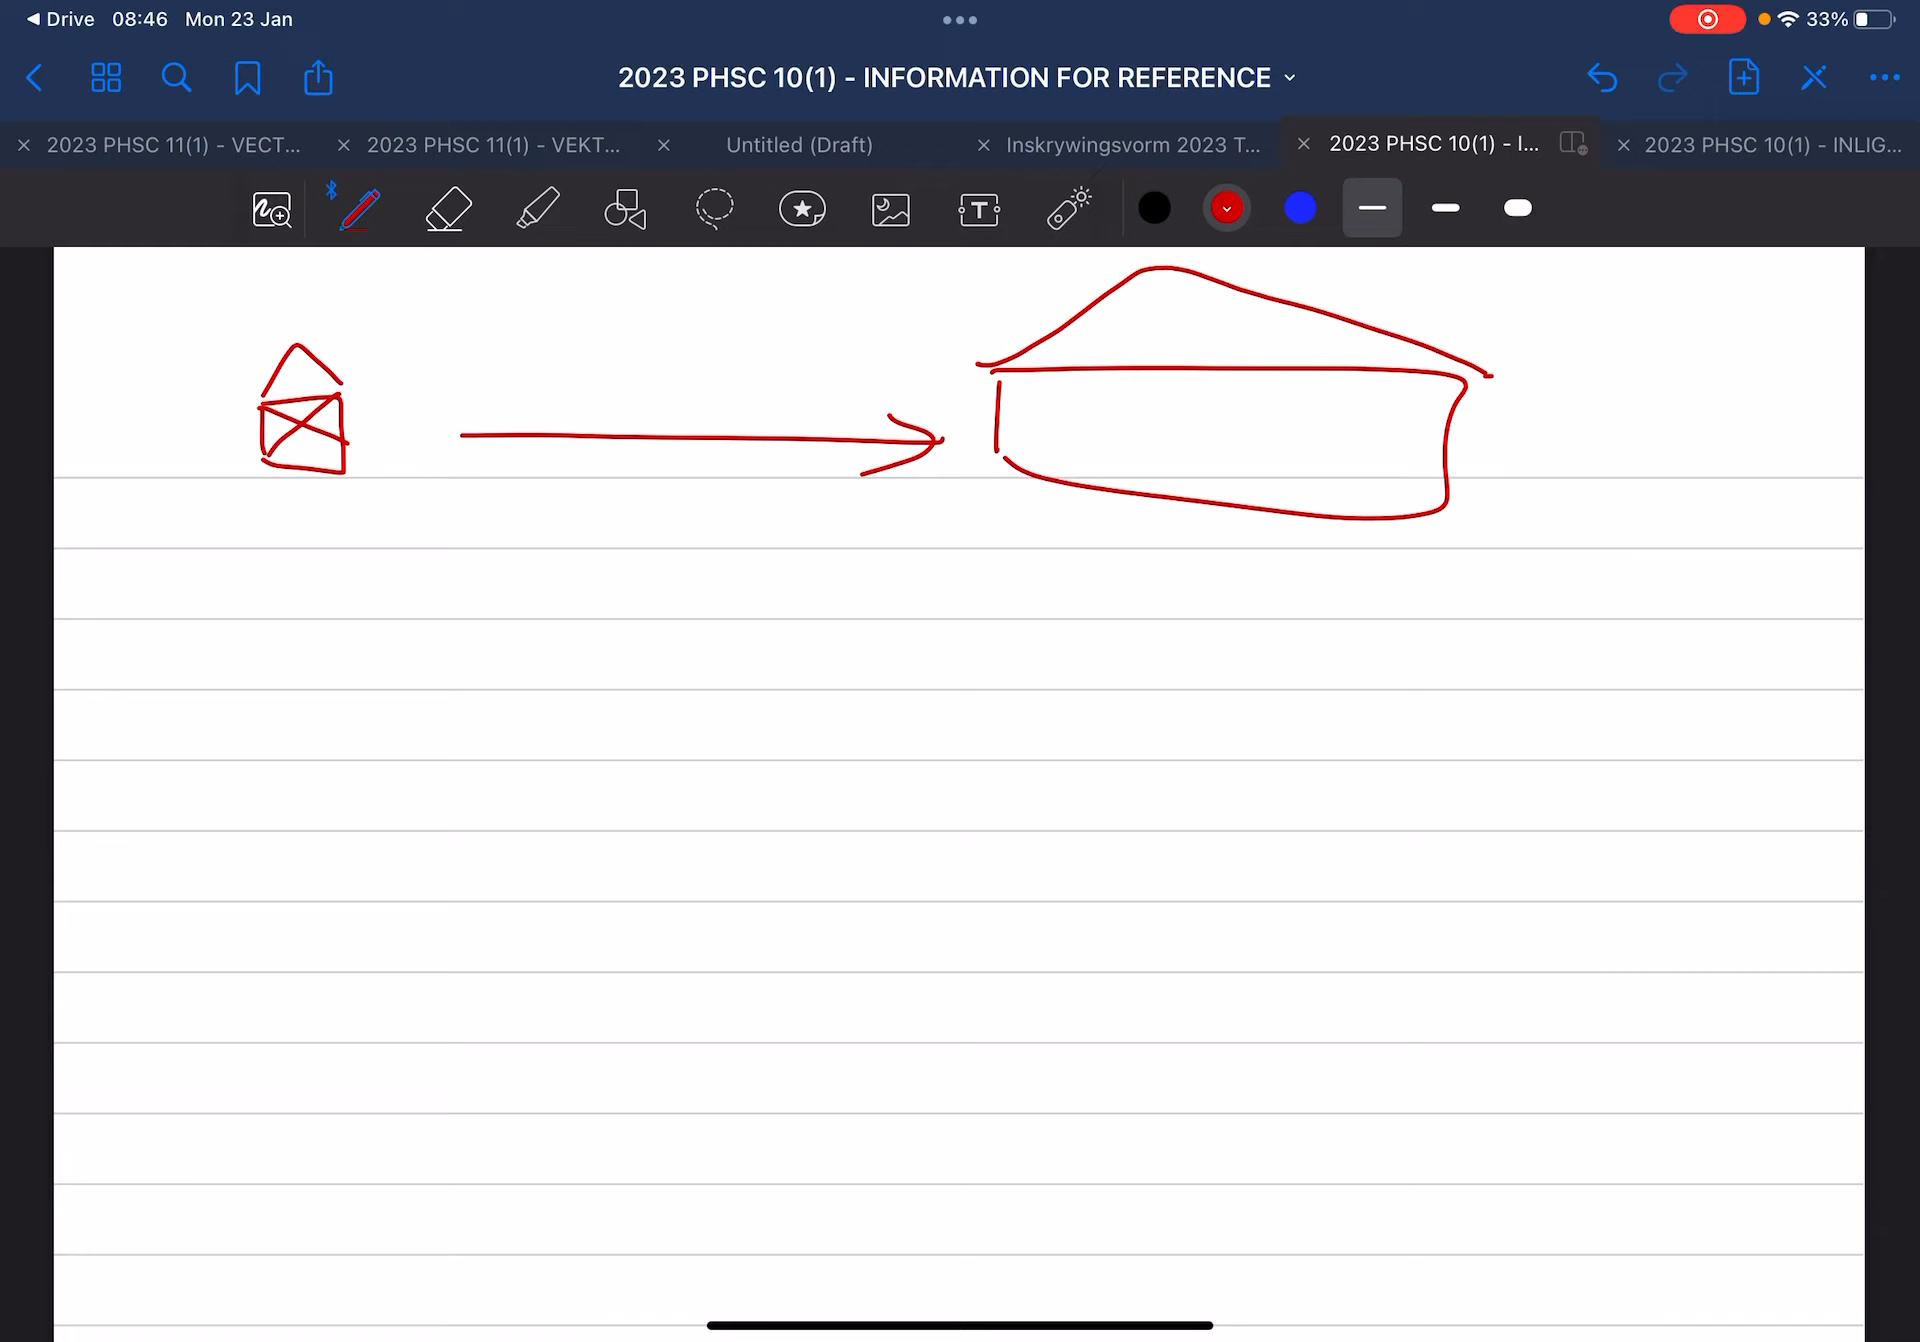 Drive 08:46 Mon 23 Jan 33%
2023 PHSC 10(1) - INFORMATION FOR REFERENCE
2023 PHSC 11(1) - VECT... 2023 PHSC 11(1) - VEKT... Untitled (Draft) Inskrywingsvorm 2023 T... 2023 PHSC 10(1) - I... 2023 PHSC 10(1) - INLIG...
T